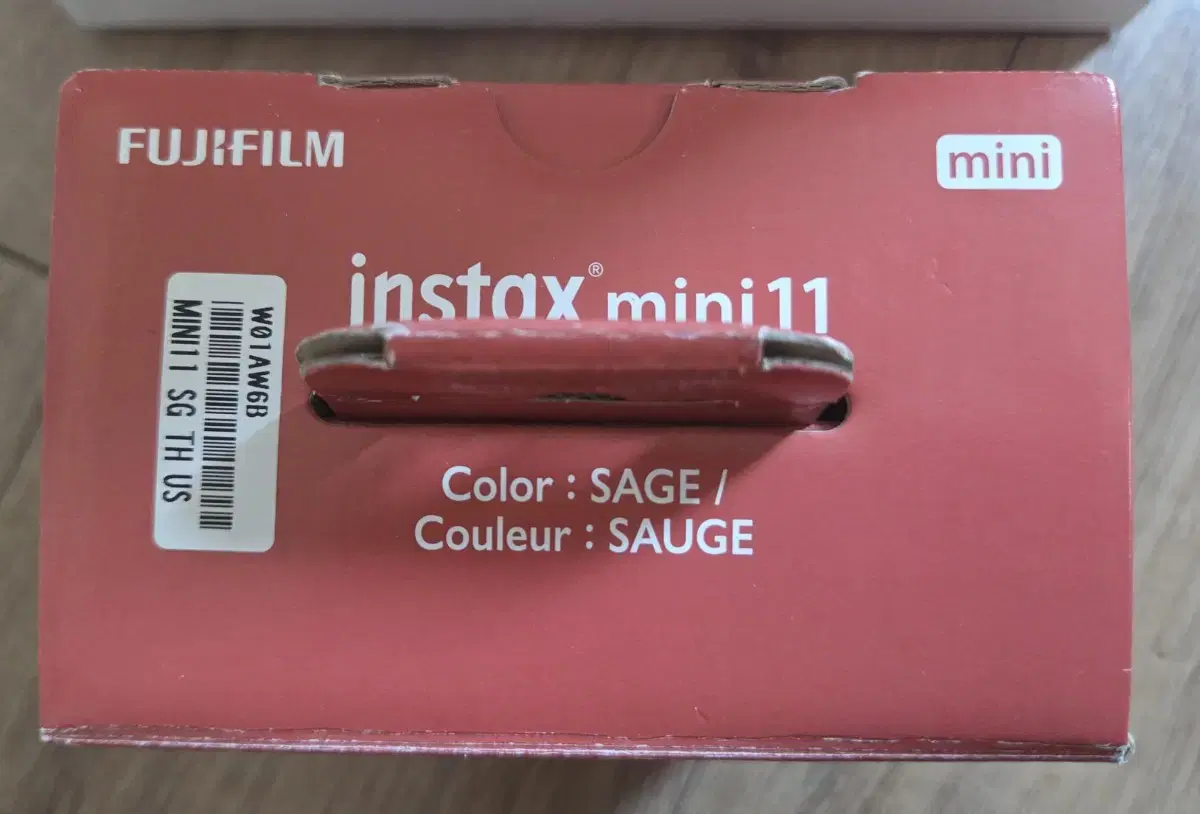 FUJIFILM
mini
instax® mini 11
W01AW6B
MINI11 SG TH US
Color : SAGE /
Couleur : SAUGE